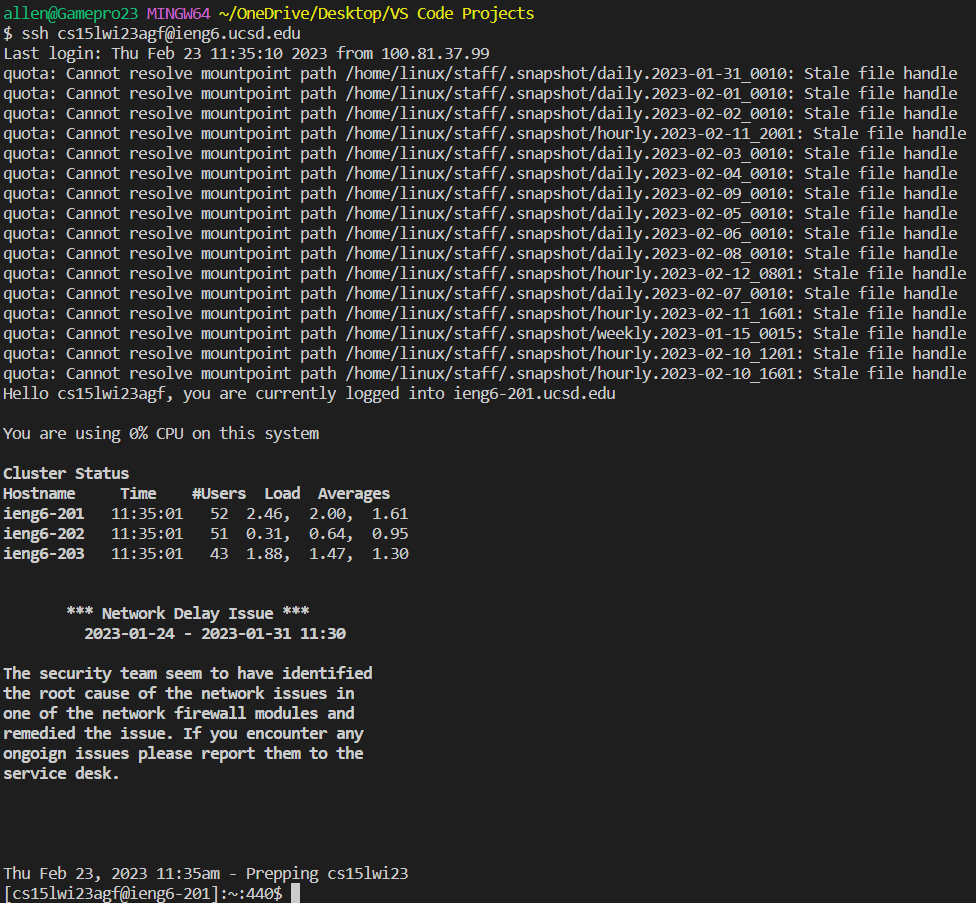 allen@Gamepro23 MINGW64 ~/OneDrive/Desktop/VS Code Projects
$ ssh cs15lwi23agf@ieng6.ucsd.edu
Last login: Thu Feb 23 11:35:10 2023 from 100.81.37.99
quota: Cannot resolve mountpoint path /home/linux/staff/.snapshot/daily.2023-01-31_0010: Stale file handle
quota: Cannot resolve mountpoint path /home/linux/staff/.snapshot/daily.2023-02-01_0010: Stale file handle
quota: Cannot resolve mountpoint path /home/linux/staff/.snapshot/daily.2023-02-02_0010: Stale file handle
quota: Cannot resolve mountpoint path /home/linux/staff/.snapshot/hourly.2023-02-11_2001: Stale file handle
quota: Cannot resolve mountpoint path /home/linux/staff/.snapshot/daily.2023-02-03_0010: Stale file handle
quota: Cannot resolve mountpoint path /home/linux/staff/.snapshot/daily.2023-02-04_0010: Stale file handle
quota: Cannot resolve mountpoint path /home/linux/staff/.snapshot/daily.2023-02-09_0010: Stale file handle
quota: Cannot resolve mountpoint path /home/linux/staff/.snapshot/daily.2023-02-05_0010: Stale file handle
quota: Cannot resolve mountpoint path /home/linux/staff/.snapshot/daily.2023-02-06_0010: Stale file handle
quota: Cannot resolve mountpoint path /home/linux/staff/.snapshot/daily.2023-02-08_0010: Stale file handle
quota: Cannot resolve mountpoint path /home/linux/staff/.snapshot/hourly.2023-02-12_0801: Stale file handle
quota: Cannot resolve mountpoint path /home/linux/staff/.snapshot/daily.2023-02-07_0010: Stale file handle
quota: Cannot resolve mountpoint path /home/linux/staff/.snapshot/hourly.2023-02-11_1601: Stale file handle
quota: Cannot resolve mountpoint path /home/linux/staff/.snapshot/weekly.2023-01-15_0015: Stale file handle
quota: Cannot resolve mountpoint path /home/linux/staff/.snapshot/hourly.2023-02-10_1201: Stale file handle
quota: Cannot resolve mountpoint path /home/linux/staff/.snapshot/hourly.2023-02-10_1601: Stale file handle
Hello cs15lwi23agf, you are currently logged into ieng6-201.ucsd.edu
You are using 0% CPU on this system
Cluster Status
Hostname     Time    #Users  Load  Averages
ieng6-201   11:35:01   52  2.46,  2.00,  1.61
ieng6-202   11:35:01   51  0.31,  0.64,  0.95
ieng6-203   11:35:01   43  1.88,  1.47,  1.30
*** Network Delay Issue ***
2023-01-24 - 2023-01-31 11:30
The security team seem to have identified
the root cause of the network issues in
one of the network firewall modules and
remedied the issue. If you encounter any
ongoign issues please report them to the
service desk.
Thu Feb 23, 2023 11:35am - Prepping cs15lwi23
[cs15lwi23agf@ieng6-201]:~:440$